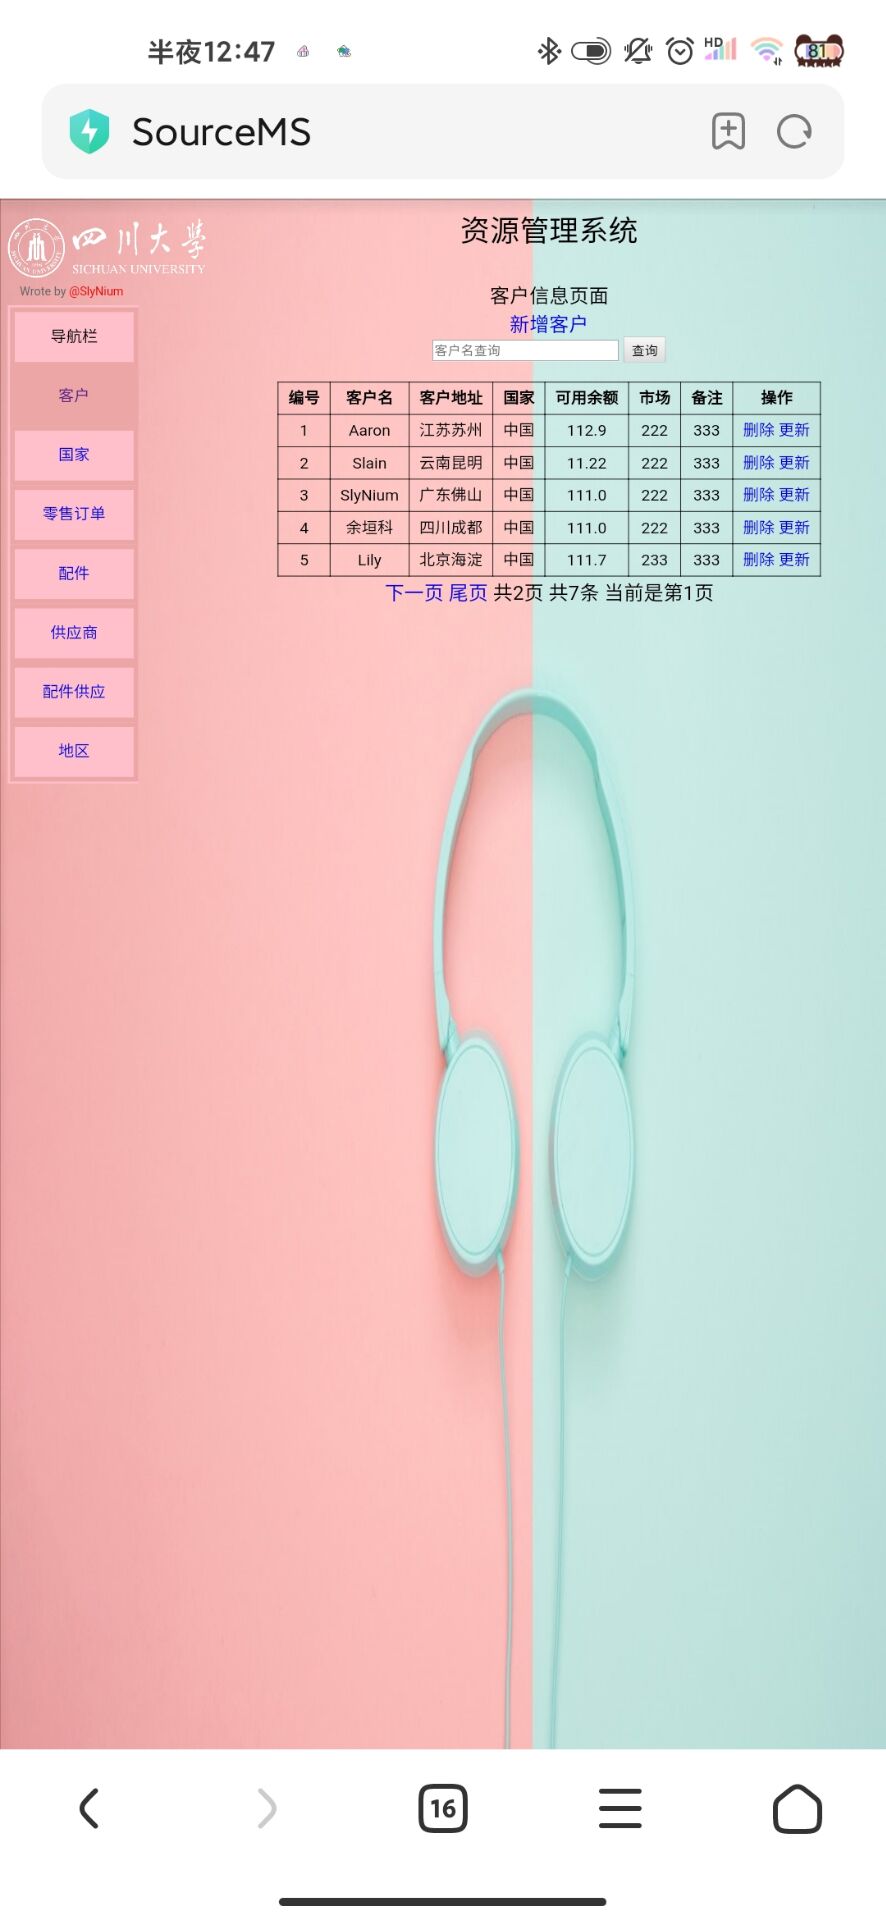 半夜12:47
HD
81
SourceMS
四川大學
SICHUAN UNIVERSITY
Wrote by @SlyNium
资源管理系统
客户信息页面
新增客户
客户名查询 查询
导航栏
客户
国家
零售订单
配件
供应商
配件供应
地区
编号 客户名 客户地址 国家 可用余额 市场 备注 操作
1 Aaron 江苏苏州 中国 112.9 222 333 删除 更新
2 Slain 云南昆明 中国 11.22 222 333 删除 更新
3 SlyNium 广东佛山 中国 111.0 222 333 删除 更新
4 余垣科 四川成都 中国 111.0 222 333 删除 更新
5 Lily 北京海淀 中国 111.7 233 333 删除 更新
下一页 尾页 共2页 共7条 当前是第1页
16